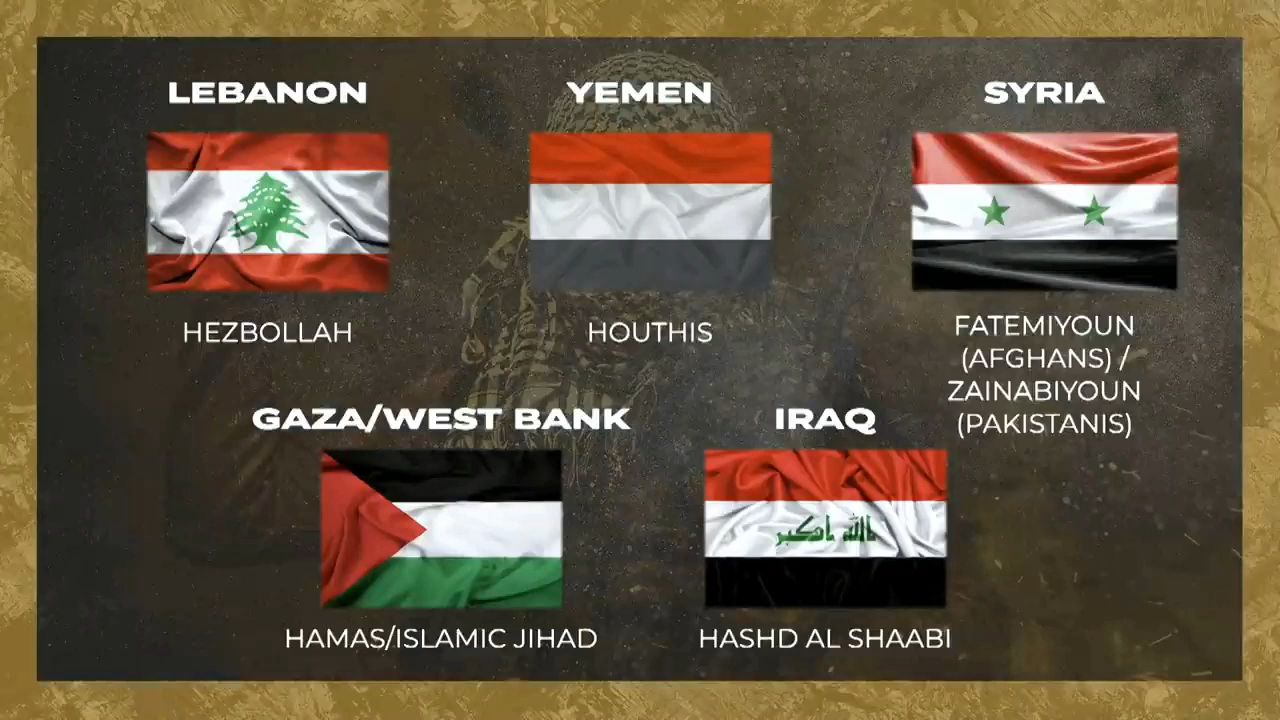 LEBANON
YEMEN
SYRIA
HEZBOLLAH
HOUTHIS
FATEMIYOUN
(AFGHANS) /
ZAINABIYOUN
(PAKISTANIS)
GAZA/WEST BANK
IRAQ
الله اكبر
HAMAS/ISLAMIC JIHAD
HASHD AL SHAABI